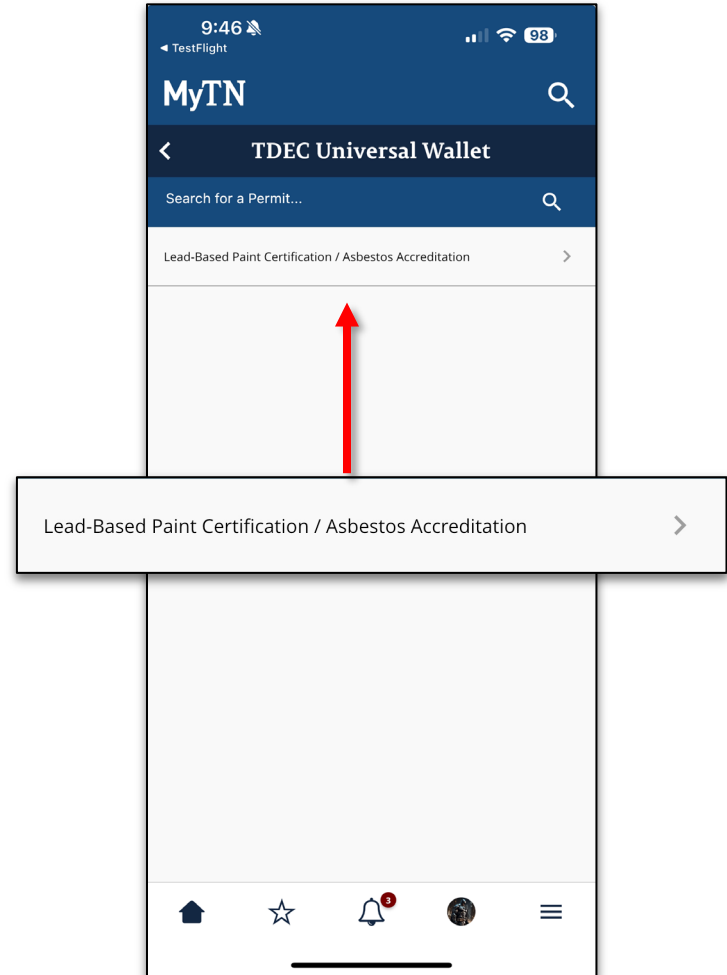 9:46
98
◄ TestFlight
MyTN
TDEC Universal Wallet
Search for a Permit...
Lead-Based Paint Certification / Asbestos Accreditation
Lead-Based Paint Certification / Asbestos Accreditation
3